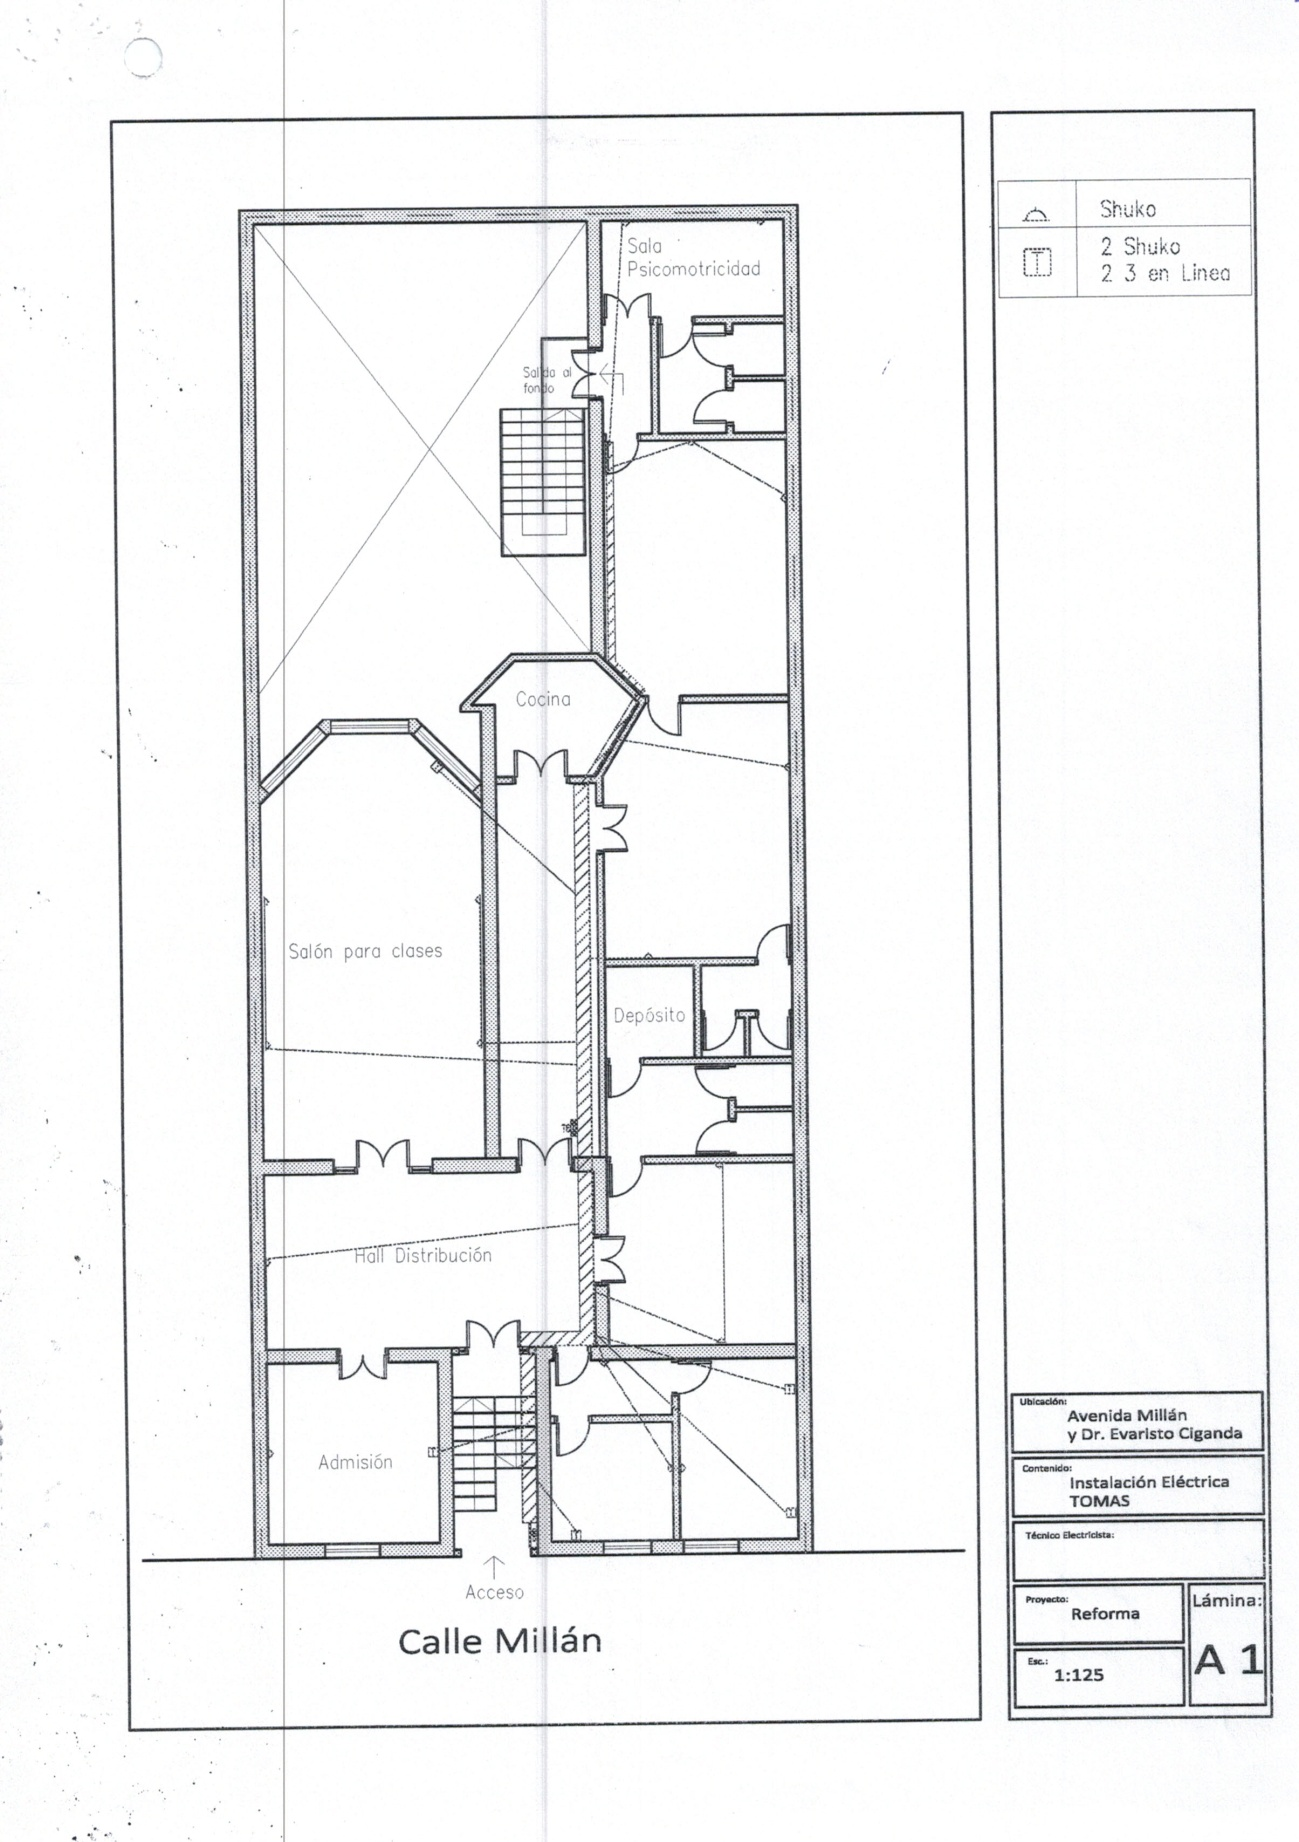 Shuko
2 Shuko
2 3 en Linea
Sala
Psicomotricidad
Salida al
fondo
Cocina
Salón para clases
Depósito
Hall Distribución
Admisión
Acceso
Calle Millán
Ubicación:
Avenida Millán
y Dr. Evaristo Ciganda
Contenido:
Instalación Eléctrica
TOMAS
Técnico Electricista:
Proyecto:
Reforma
Lámina:
A 1
Esc.:
1:125